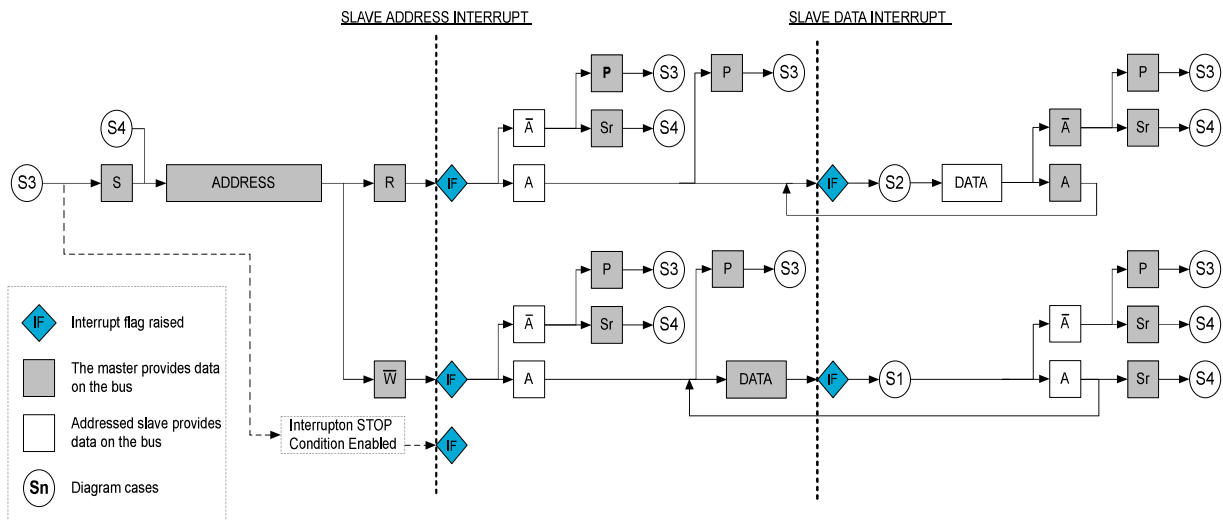 SLAVE ADDRESS INTERRUPT SLAVE DATA INTERRUPT
P S3 P S3 P S3
S4 A̅ Sr S4 A̅ Sr S4
S3 S ADDRESS R IF A IF S2 DATA A
P S3 P S3 P S3
IF Interrupt flag raised A̅ Sr S4 A̅ Sr S4
The master provides data
on the bus
W̅ IF A DATA IF S1 A Sr S4
Addressed slave provides
data on the bus
Interrupton STOP
Condition Enabled IF
Sn Diagram cases